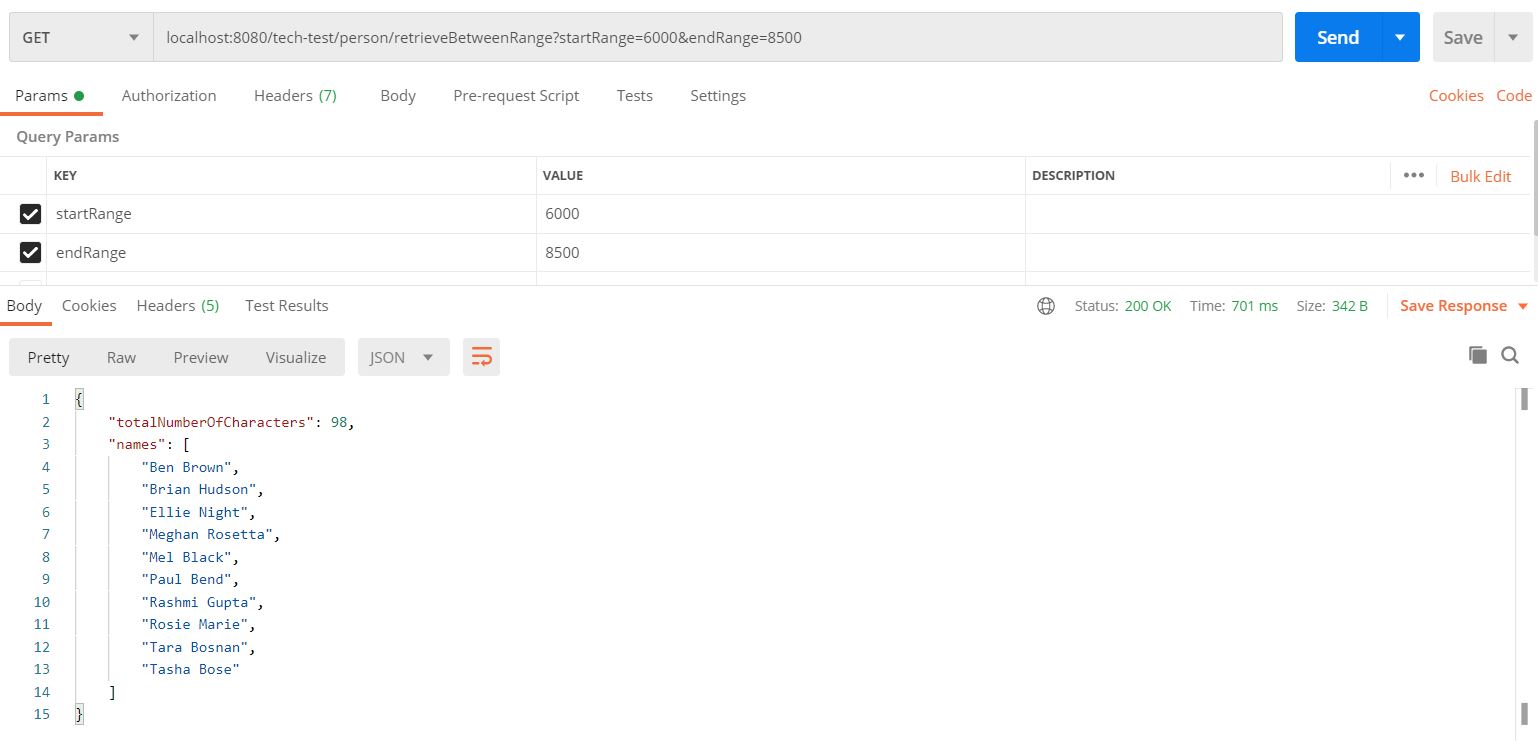 GET localhost:8080/tech-test/person/retrieveBetweenRange?startRange=6000&endRange=8500 Send Save
Params Authorization Headers (7) Body Pre-request Script Tests Settings Cookies Code
Query Params
KEY VALUE DESCRIPTION ••• Bulk Edit
startRange 6000
endRange 8500
Body Cookies Headers (5) Test Results Status: 200 OK Time: 701 ms Size: 342 B Save Response
Pretty Raw Preview Visualize JSON
1 {
2 "totalNumberOfCharacters": 98,
3 "names": [
4 "Ben Brown",
5 "Brian Hudson",
6 "Ellie Night",
7 "Meghan Rosetta",
8 "Mel Black",
9 "Paul Bend",
10 "Rashmi Gupta",
11 "Rosie Marie",
12 "Tara Bosnan",
13 "Tasha Bose"
14 ]
15 }